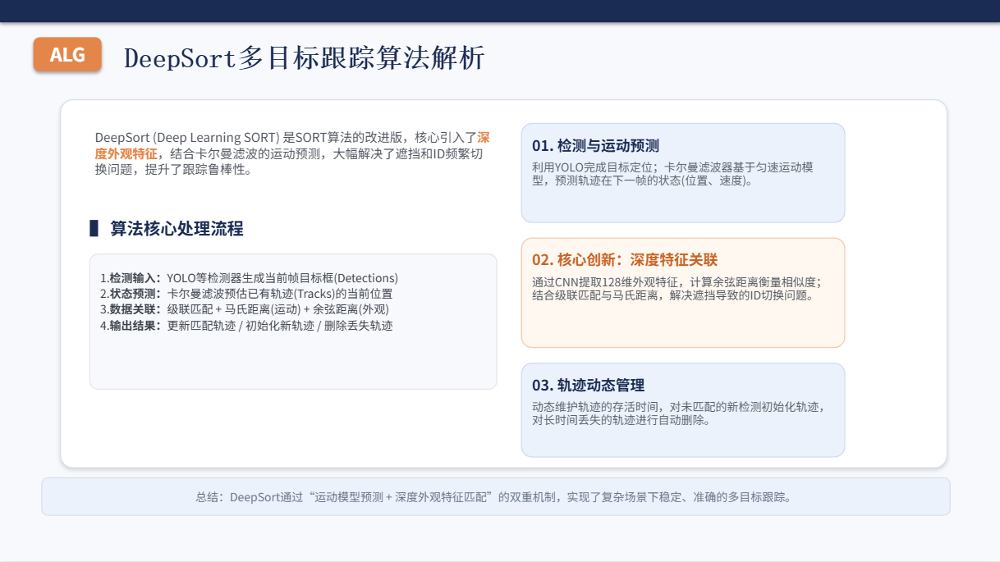 ALG
DeepSort多目标跟踪算法解析
DeepSort (Deep Learning SORT) 是SORT算法的改进版，核心引入了深
度外观特征，结合卡尔曼滤波的运动预测，大幅解决了遮挡和ID频繁切
换问题，提升了跟踪鲁棒性。
算法核心处理流程
1.检测输入：YOLO等检测器生成当前帧目标框(Detections)
2.状态预测：卡尔曼滤波预估已有轨迹(Tracks)的当前位置
3.数据关联：级联匹配 + 马氏距离(运动) + 余弦距离(外观)
4.输出结果：更新匹配轨迹 / 初始化新轨迹 / 删除丢失轨迹
01. 检测与运动预测
利用YOLO完成目标定位；卡尔曼滤波器基于匀速运动模
型，预测轨迹在下一帧的状态(位置、速度)。
02. 核心创新：深度特征关联
通过CNN提取128维外观特征，计算余弦距离衡量相似度；
结合级联匹配与马氏距离，解决遮挡导致的ID切换问题。
03. 轨迹动态管理
动态维护轨迹的存活时间，对未匹配的新检测初始化轨迹，
对长时间丢失的轨迹进行自动删除。
总结：DeepSort通过“运动模型预测 + 深度外观特征匹配”的双重机制，实现了复杂场景下稳定、准确的多目标跟踪。